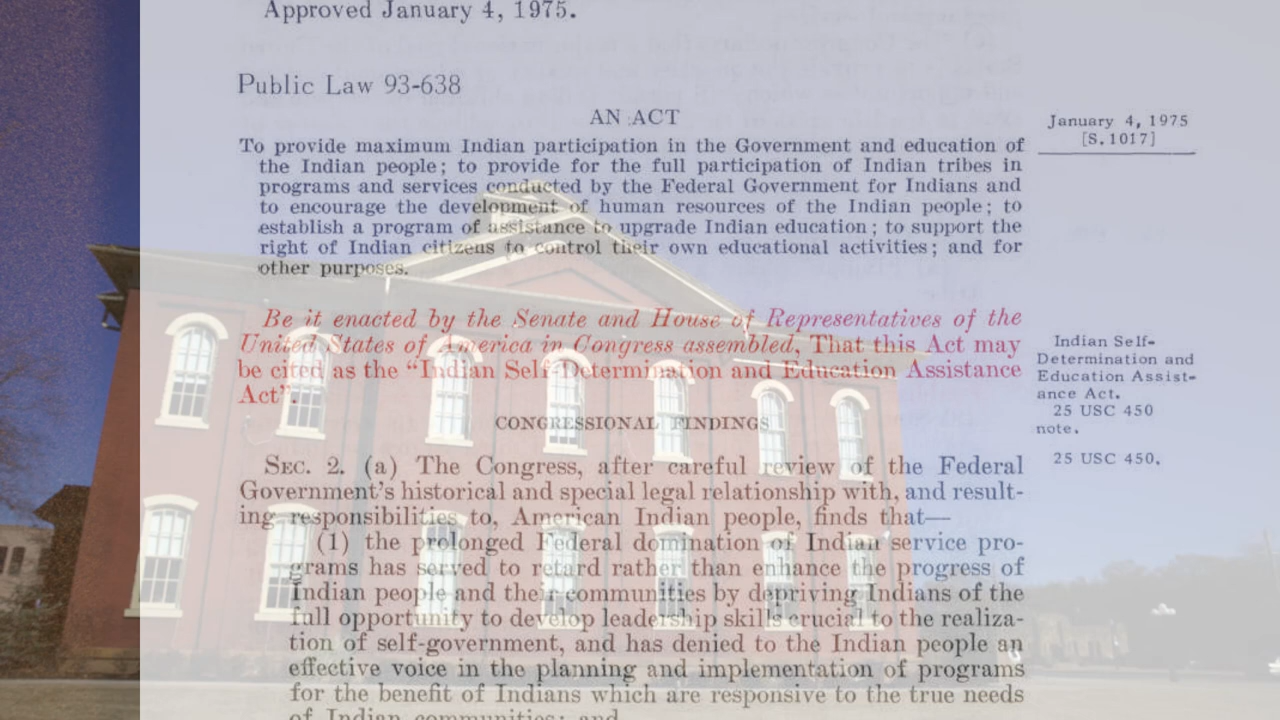 Approved January 4, 1975.
Public Law 93-638
AN ACT
To provide maximum Indian participation in the Government and education of
the Indian people; to provide for the full participation of Indian tribes in
programs and services conducted by the Federal Government for Indians and
to encourage the development of human resources of the Indian people; to
establish a program of assistance to upgrade Indian education; to support the
right of Indian citizens to control their own educational activities; and for
other purposes.
January 4, 1975
[S. 1017]
Be it enacted by the Senate and House of Representatives of the
United States of America in Congress assembled, That this Act may
be cited as the “Indian Self-Determination and Education Assistance
Act”.
Indian Self-
Determination and
Education Assist-
ance Act.
25 USC 450
note.
CONGRESSIONAL FINDINGS
SEC. 2. (a) The Congress, after careful review of the Federal
Government's historical and special legal relationship with, and result-
ing responsibilities to, American Indian people, finds that—
25 USC 450.
(1) the prolonged Federal domination of Indian service pro-
grams has served to retard rather than enhance the progress of
Indian people and their communities by depriving Indians of the
full opportunity to develop leadership skills crucial to the realiza-
tion of self-government, and has denied to the Indian people an
effective voice in the planning and implementation of programs
for the benefit of Indians which are responsive to the true needs
of Indian communities; and